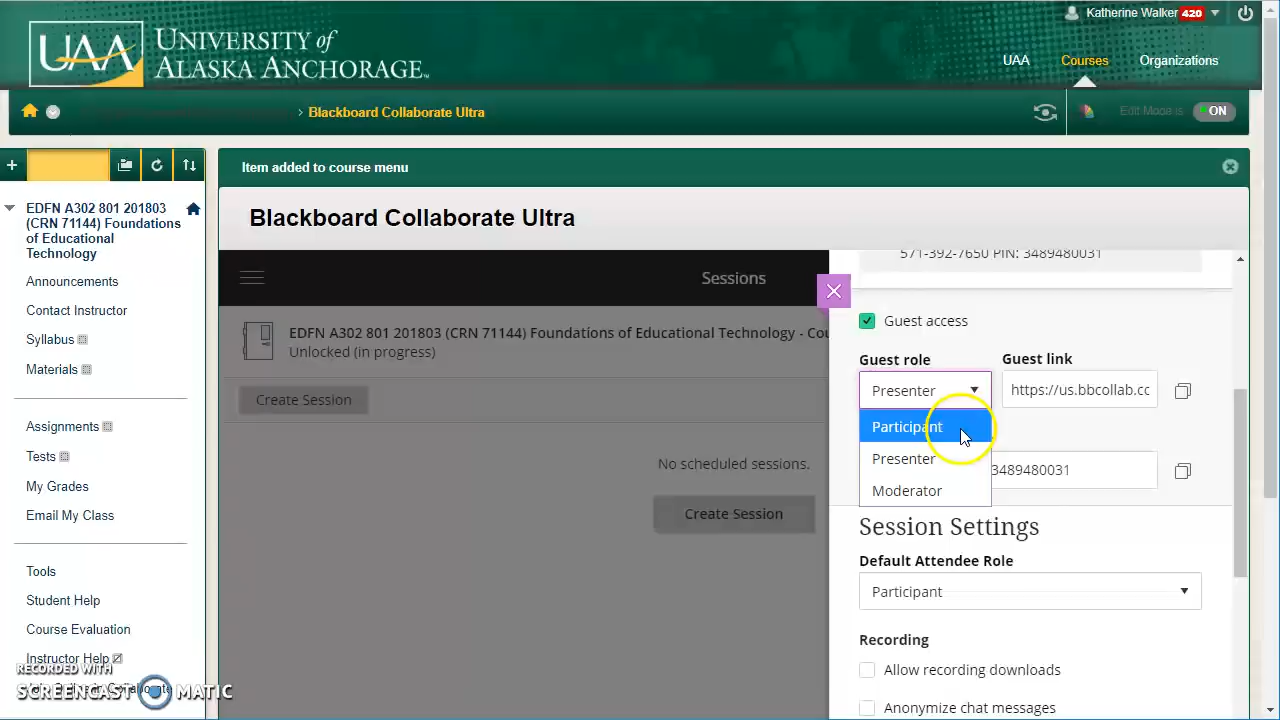 Katherine Walker 420
UAA
UNIVERSITY of
ALASKA ANCHORAGE
UAA
Courses
Organizations
> Blackboard Collaborate Ultra
Edit Mode is
ON
Item added to course menu
EDFN A302 801 201803
(CRN 71144) Foundations
of Educational
Technology
Announcements
Contact Instructor
Syllabus
Materials
Assignments
Tests
My Grades
Email My Class
Tools
Student Help
Course Evaluation
Instructor Help
RECORDED WITH
SCREENCAST MATIC
Blackboard Collaborate Ultra
Sessions
EDFN A302 801 201803 (CRN 71144) Foundations of Educational Technology - Cou
Unlocked (in progress)
Create Session
No scheduled sessions.
Create Session
571-392-7650 PIN: 3489480031
Guest access
Guest role
Guest link
Presenter
https://us.bbcollab.cc
Participant
Presenter
Moderator
3489480031
Session Settings
Default Attendee Role
Participant
Recording
Allow recording downloads
Anonymize chat messages